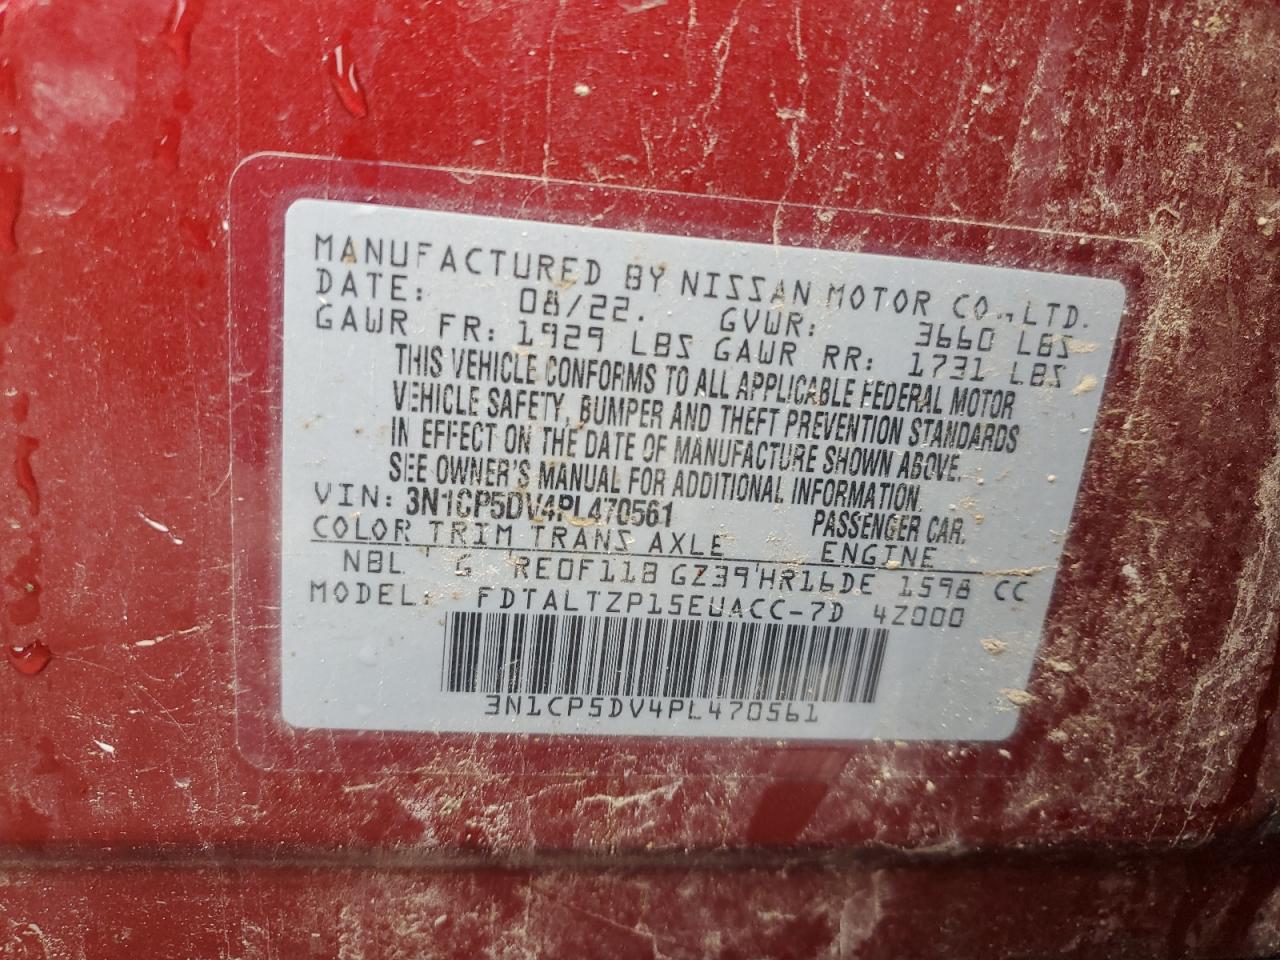 MANUFACTURED BY NISSAN MOTOR CO., LTD.
DATE: 08/22. GVWR: 3660 LBS
GAWR FR: 1929 LBS GAWR RR: 1731 LBS
THIS VEHICLE CONFORMS TO ALL APPLICABLE FEDERAL MOTOR
VEHICLE SAFETY, BUMPER AND THEFT PREVENTION STANDARDS
IN EFFECT ON THE DATE OF MANUFACTURE SHOWN ABOVE.
SEE OWNER'S MANUAL FOR ADDITIONAL INFORMATION.
VIN: 3N1CP5DV4PL470561 PASSENGER CAR.
COLOR TRIM TRANS AXLE ENGINE
NBL G RE0F11B GZ39 HR16DE 1598 CC
MODEL: FDTALTZP15EUACC-7D 4Z000
3N1CP5DV4PL470561